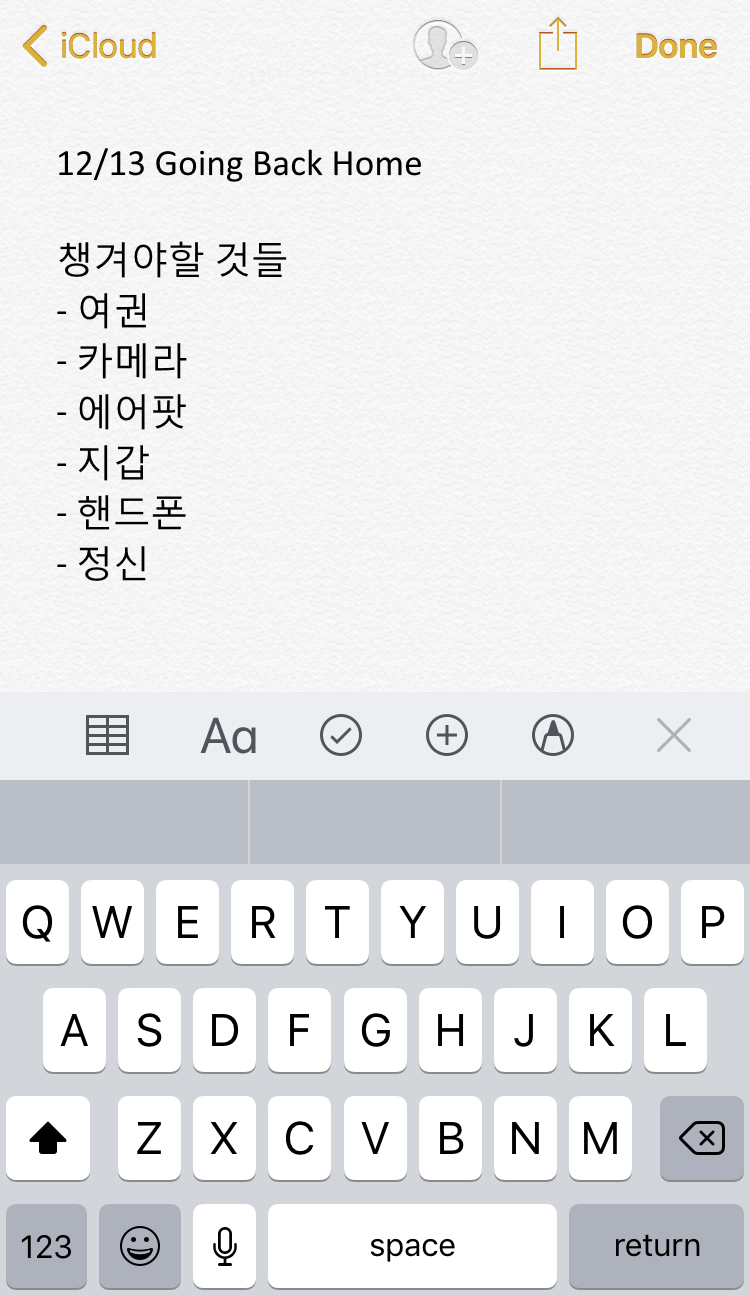 iCloud
Done
12/13 Going Back Home
챙겨야할 것들
- 여권
- 카메라
- 에어팟
- 지갑
- 핸드폰
- 정신
Aa
Q W E R T Y U I O P
A S D F G H J K L
Z X C V B N M
123 space return